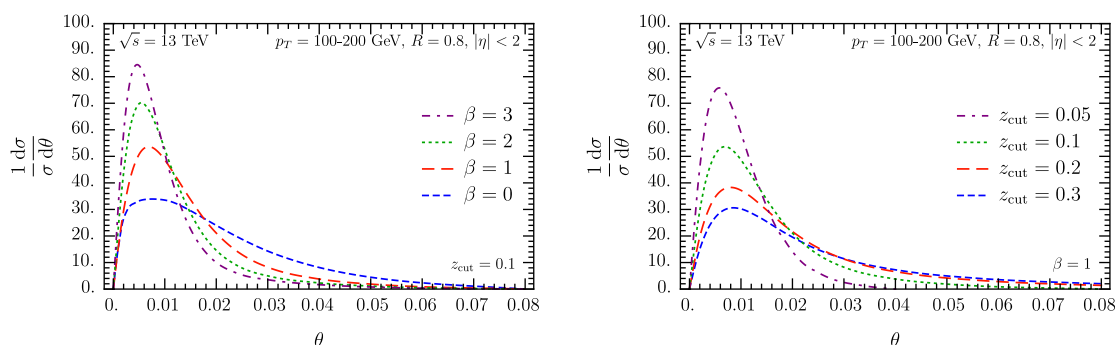 √s = 13 TeV p_T = 100-200 GeV, R = 0.8, |η| < 2
100.
90.
80.
70.
60.
50.
40.
30.
20.
10.
0.
1/σ dσ/dθ
β = 3
β = 2
β = 1
β = 0
z_cut = 0.1
0. 0.01 0.02 0.03 0.04 0.05 0.06 0.07 0.08
θ
√s = 13 TeV p_T = 100-200 GeV, R = 0.8, |η| < 2
100.
90.
80.
70.
60.
50.
40.
30.
20.
10.
0.
1/σ dσ/dθ
z_cut = 0.05
z_cut = 0.1
z_cut = 0.2
z_cut = 0.3
β = 1
0. 0.01 0.02 0.03 0.04 0.05 0.06 0.07 0.08
θ